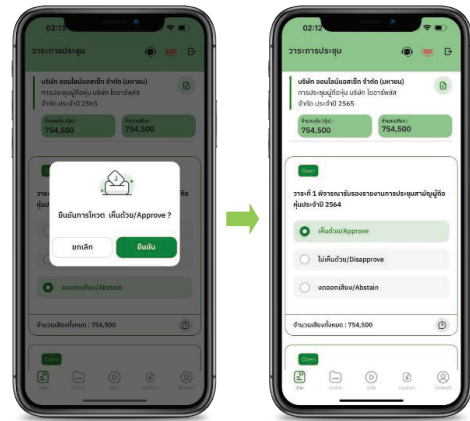 02:13
วาระการประชุม
บริษัท ออนไลน์แอสเซ็ท จำกัด (มหาชน)
การประชุมผู้ถือหุ้น บริษัท โออาร์พลัส
จำกัด ประจำปี 2565
754,500
754,500
Open
ยืนยันการโหวต เห็นด้วย/Approve ?
ยกเลิก
ยืนยัน
งดออกเสียง/Abstain
จำนวนเสียงทั้งหมด : 754,500
Open
02:12
วาระการประชุม
บริษัท ออนไลน์แอสเซ็ท จำกัด (มหาชน)
การประชุมผู้ถือหุ้น บริษัท โออาร์พลัส
จำกัด ประจำปี 2565
754,500
754,500
Open
วาระที่ 1 พิจารณารับรองรายงานการประชุมสามัญผู้ถือ
หุ้นประจำปี 2564
เห็นด้วย/Approve
ไม่เห็นด้วย/Disapprove
งดออกเสียง/Abstain
จำนวนเสียงทั้งหมด : 754,500
Open